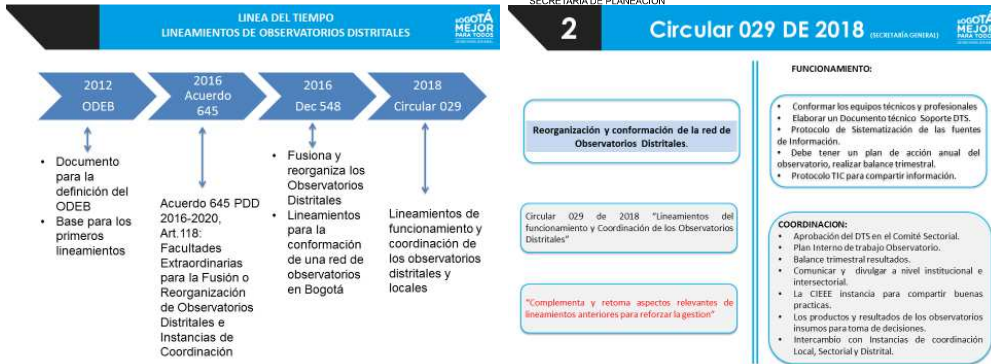 SECRETARIA DE PLANEACION
LINEA DEL TIEMPO
LINEAMIENTOS DE OBSERVATORIOS DISTRITALES
BOGOTÁ
MEJOR
PARA TODOS
2012
ODEB
2016
Acuerdo
645
2016
Dec 548
2018
Circular 029
• Documento
para la
definición del
ODEB
• Base para los
primeros
lineamientos
Acuerdo 645 PDD
2016-2020,
Art.118:
Facultades
Extraordinarias
para la Fusión o
Reorganización
de Observatorios
Distritales e
Instancias de
Coordinación
• Fusiona y
reorganiza los
Observatorios
Distritales
• Lineamientos
para la
conformación
de una red de
observatorios
en Bogotá
Lineamientos de
funcionamiento y
coordinación de
los observatorios
distritales y
locales
2
Circular 029 DE 2018 (SECRETARÍA GENERAL)
BOGOTÁ
MEJOR
PARA TODOS
Reorganización y conformación de la red de
Observatorios Distritales.
Circular 029 de 2018 "Lineamientos del
funcionamiento y Coordinación de los Observatorios
Distritales"
"Complementa y retoma aspectos relevantes de
lineamientos anteriores para reforzar la gestion"
FUNCIONAMIENTO:
• Conformar los equipos técnicos y profesionales
• Elaborar un Documento técnico Soporte DTS.
• Protocolo de Sistematización de las fuentes
de Información.
• Debe tener un plan de acción anual del
observatorio, realizar balance trimestral.
• Protocolo TIC para compartir información.
COORDINACION:
• Aprobación del DTS en el Comité Sectorial.
• Plan Interno de trabajo Observatorio.
• Balance trimestral resultados.
• Comunicar y divulgar a nivel institucional e
intersectorial.
• La CIEEE instancia para compartir buenas
practicas.
• Los productos y resultados de los observatorios
insumos para toma de decisiones.
• Intercambio con Instancias de coordinación
Local, Sectorial y Distrital.